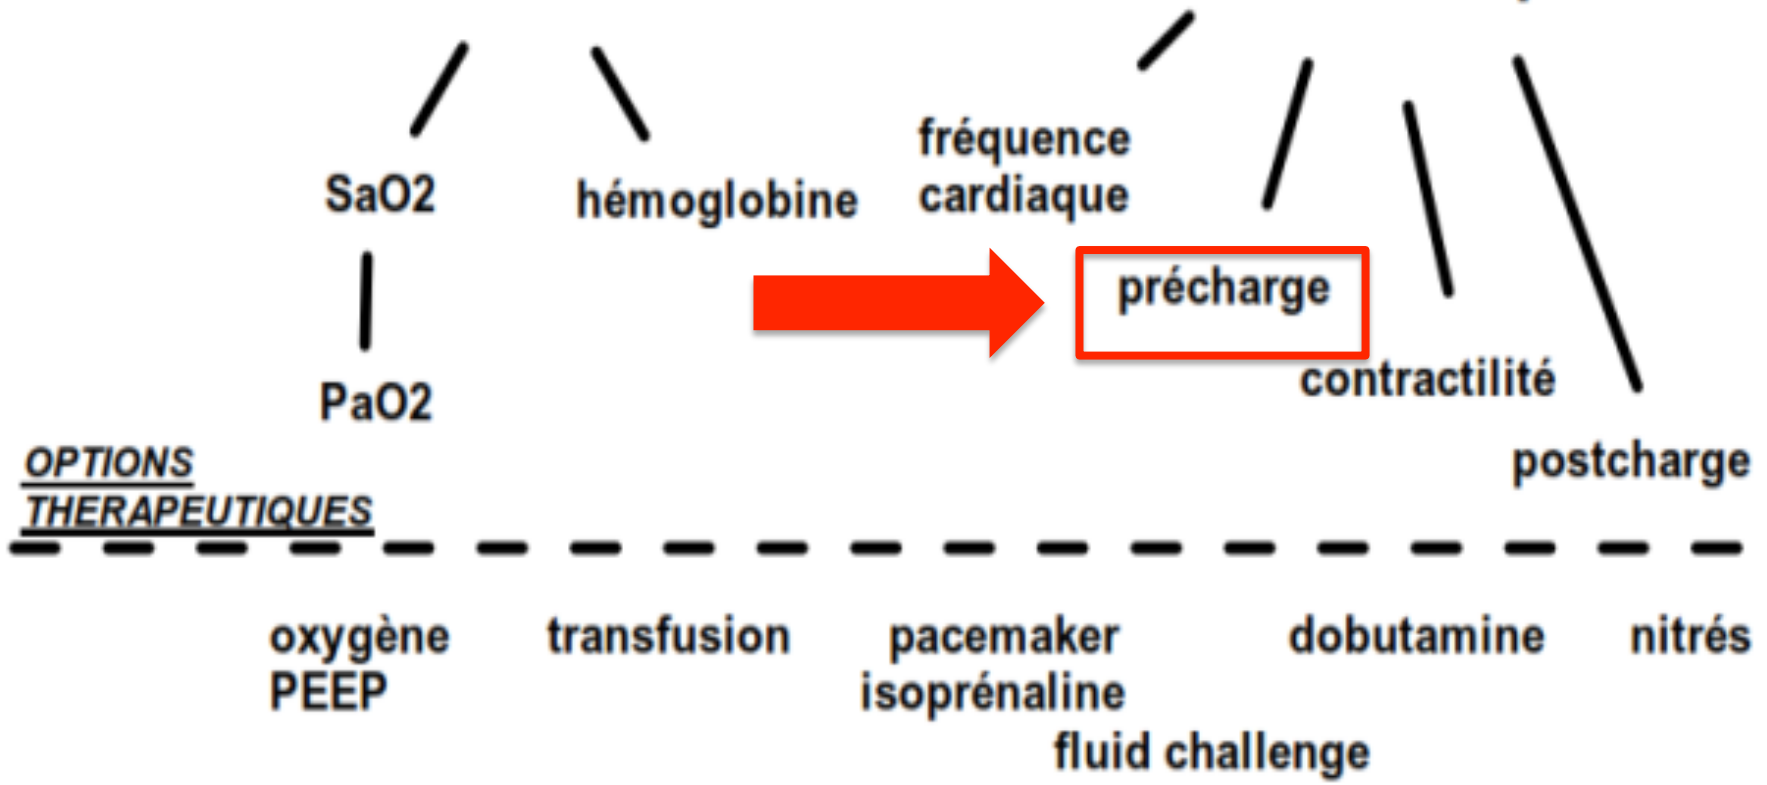 fréquence
cardiaque
SaO2
hémoglobine
précharge
contractilité
PaO2
postcharge
OPTIONS
THERAPEUTIQUES
oxygène
PEEP
transfusion
pacemaker
isoprénaline
fluid challenge
dobutamine
nitrés